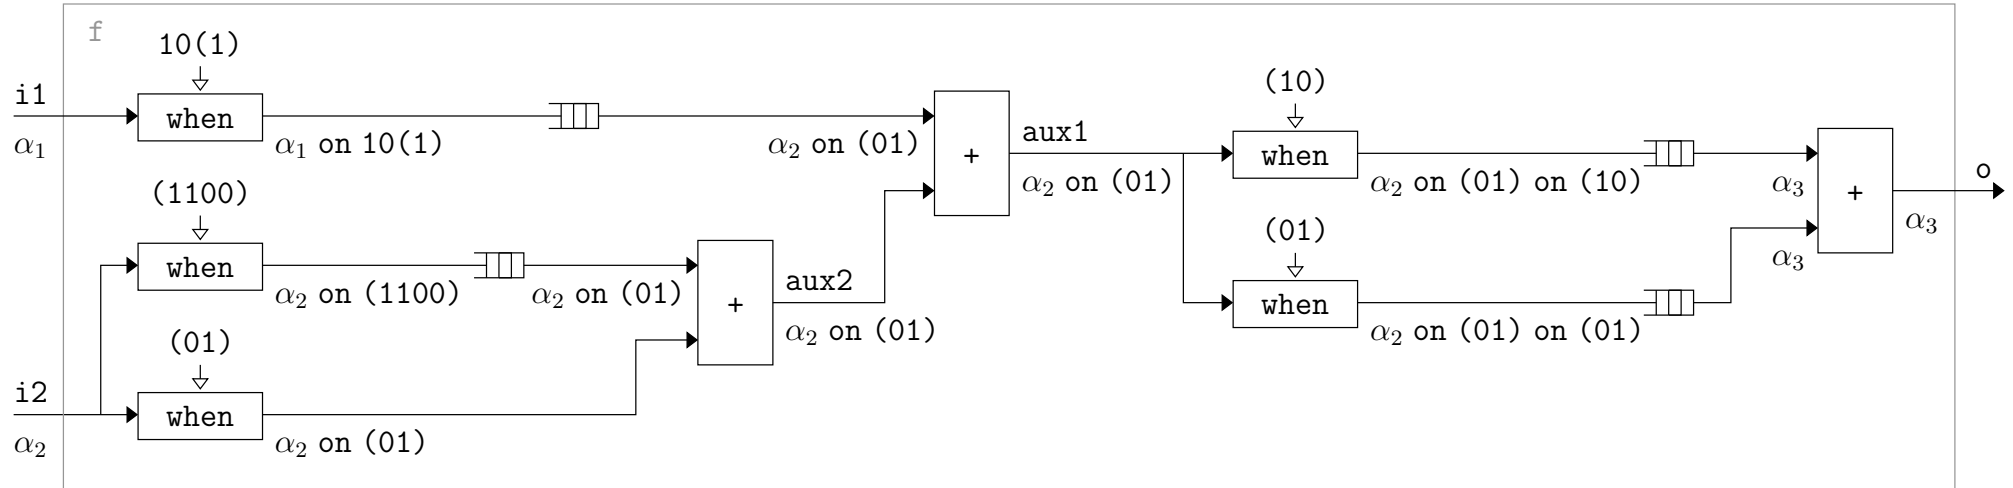 f
10(1)
i1
when
α₁
α₁ on 10(1)
α₂ on (01)
+
aux1
α₂ on (01)
(10)
when
α₂ on (01) on (10)
α₃
+
o
α₃
(1100)
when
α₂ on (1100)
α₂ on (01)
+
aux2
α₂ on (01)
(01)
when
α₂ on (01) on (01)
α₃
(01)
i2
when
α₂
α₂ on (01)